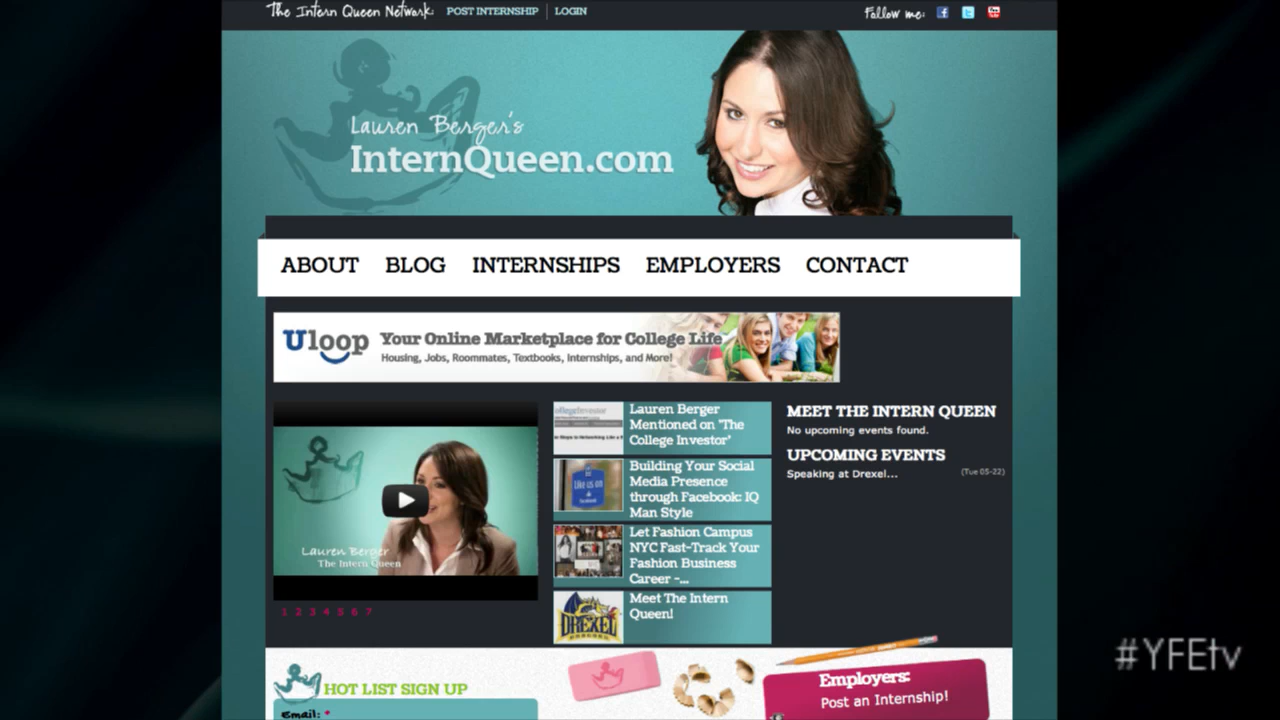 The Intern Queen Network: POST INTERNSHIP LOGIN Follow me:
Lauren Berger's
InternQueen.com
ABOUT BLOG INTERNSHIPS EMPLOYERS CONTACT
Uloop
Your Online Marketplace for College Life
Housing, Jobs, Roommates, Textbooks, Internships, and More!
Lauren Berger
The Intern Queen
1 2 3 4 5 6 7
Lauren Berger
Mentioned on "The
College Investor"
like us on
facebook
Building Your Social
Media Presence
through Facebook: IQ
Man Style
Let Fashion Campus
NYC Fast-Track Your
Fashion Business
Career -...
DREXEL
Meet The Intern
Queen!
MEET THE INTERN QUEEN
No upcoming events found.
UPCOMING EVENTS
Speaking at Drexel... (Tue 05-22)
HOT LIST SIGN UP
Email: *
Employers:
Post an Internship!
#YFEtv